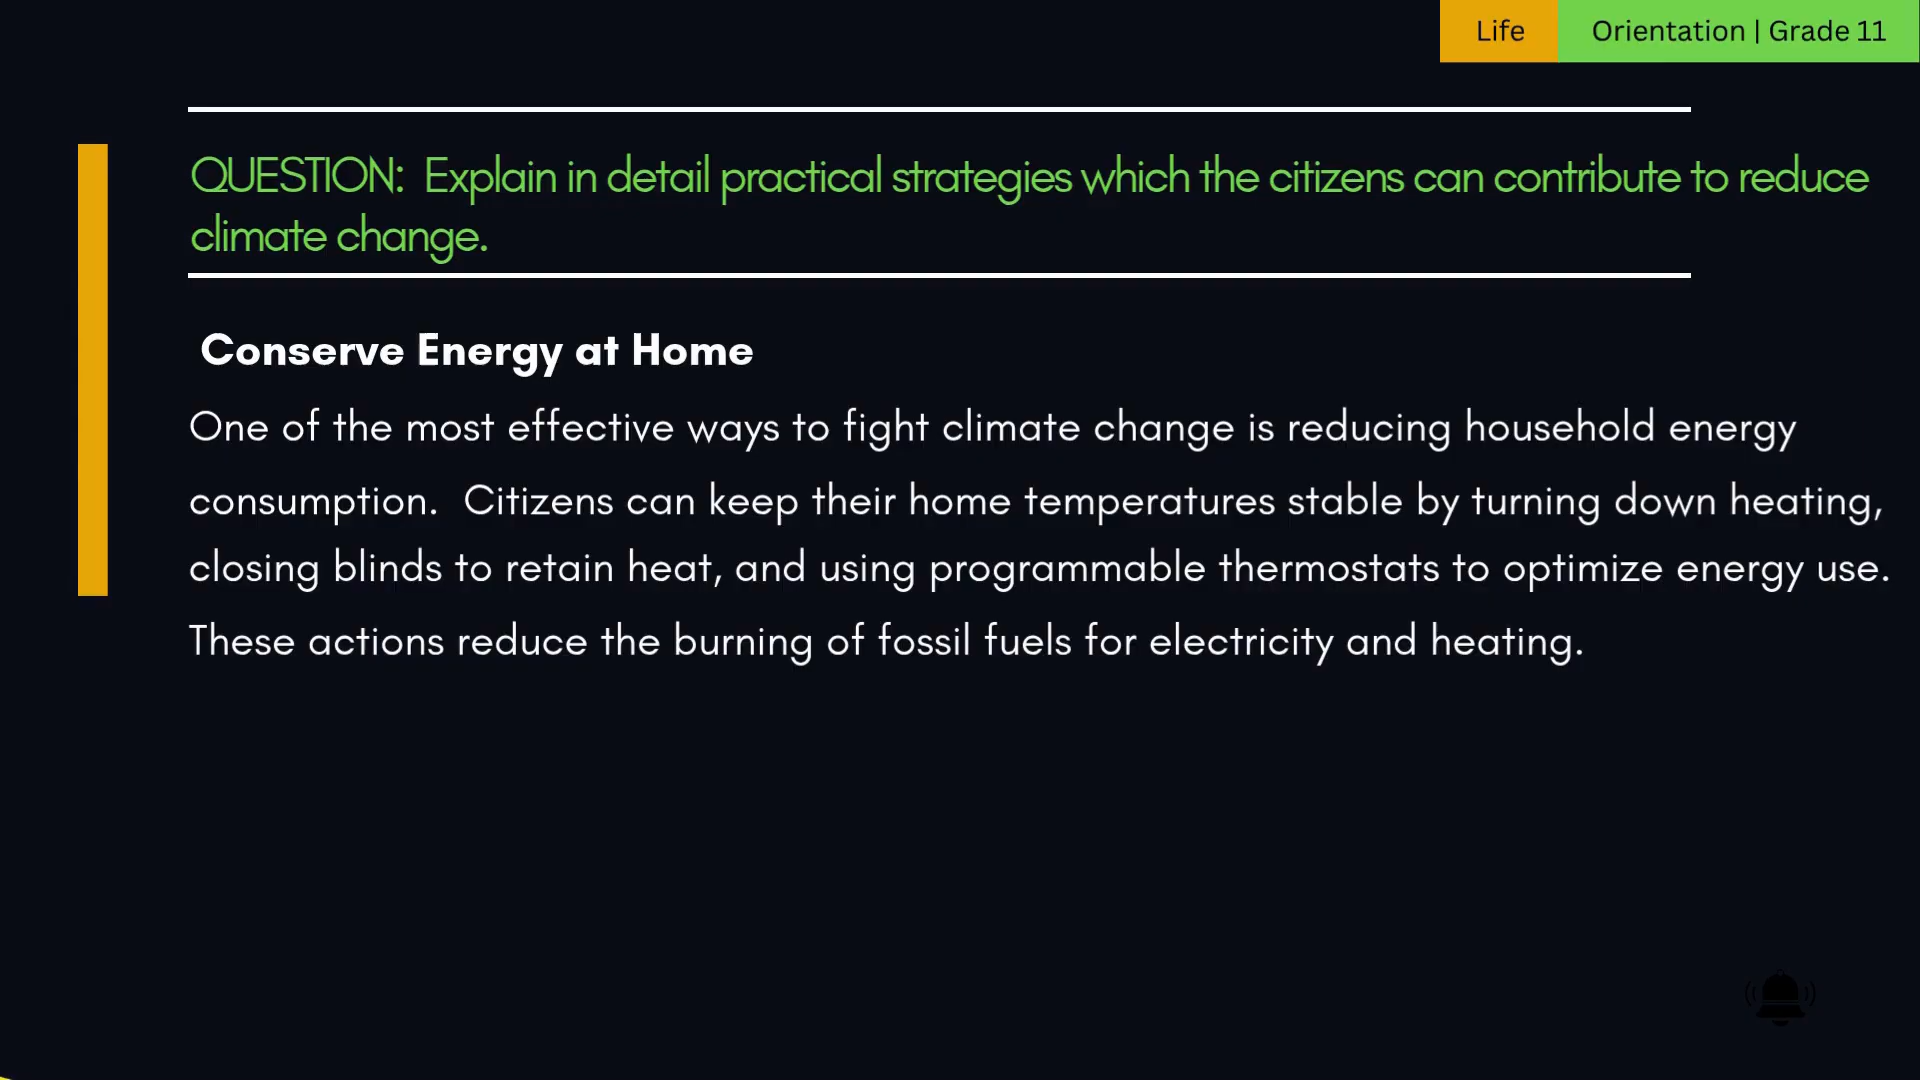 Life Orientation | Grade 11
QUESTION: Explain in detail practical strategies which the citizens can contribute to reduce
climate change.
Conserve Energy at Home
One of the most effective ways to fight climate change is reducing household energy
consumption. Citizens can keep their home temperatures stable by turning down heating,
closing blinds to retain heat, and using programmable thermostats to optimize energy use.
These actions reduce the burning of fossil fuels for electricity and heating.